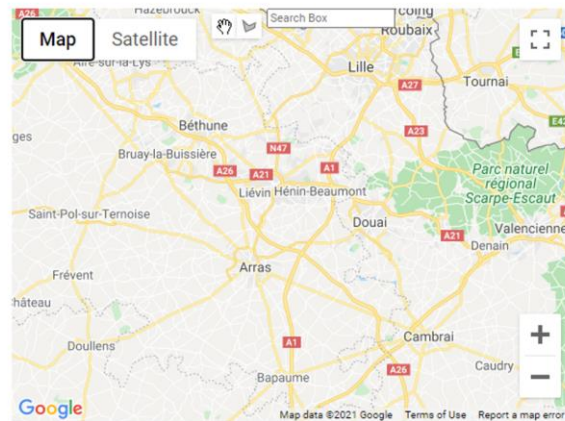 A26
Hazebrouck
Search Box
coing
Roubaix
Map
Satellite
Lille
Aire-sur-la-Lys
A27
Tournai
E42
Béthune
A23
ges
N47
Bruay-la-Buissière
A26
A21
A1
Parc naturel
régional
Scarpe-Escaut
Liévin
Hénin-Beaumont
Saint-Pol-sur-Ternoise
Douai
A21
Valencienne
Denain
Arras
Frévent
Château
A1
Cambrai
Doullens
A26
Caudry
Bapaume
Google
Map data ©2021 Google
Terms of Use
Report a map error